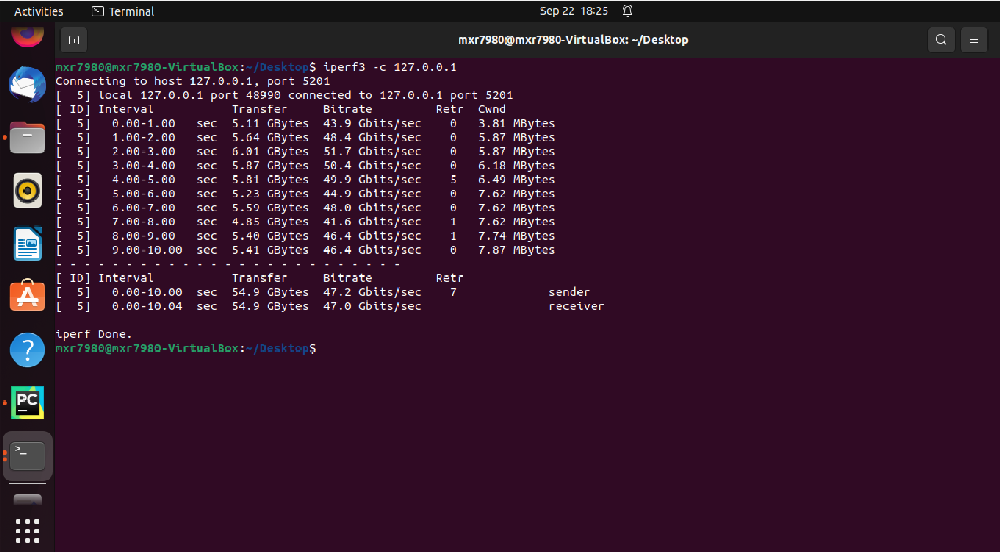 Activities Terminal Sep 22 18:25
mxr7980@mxr7980-VirtualBox: ~/Desktop
mxr7980@mxr7980-VirtualBox:~/Desktop$ iperf3 -c 127.0.0.1
Connecting to host 127.0.0.1, port 5201
[  5] local 127.0.0.1 port 48990 connected to 127.0.0.1 port 5201
[ ID] Interval           Transfer     Bitrate         Retr  Cwnd
[  5]   0.00-1.00   sec  5.11 GBytes  43.9 Gbits/sec    0   3.81 MBytes
[  5]   1.00-2.00   sec  5.64 GBytes  48.4 Gbits/sec    0   5.87 MBytes
[  5]   2.00-3.00   sec  6.01 GBytes  51.7 Gbits/sec    0   5.87 MBytes
[  5]   3.00-4.00   sec  5.87 GBytes  50.4 Gbits/sec    0   6.18 MBytes
[  5]   4.00-5.00   sec  5.81 GBytes  49.9 Gbits/sec    5   6.49 MBytes
[  5]   5.00-6.00   sec  5.23 GBytes  44.9 Gbits/sec    0   7.62 MBytes
[  5]   6.00-7.00   sec  5.59 GBytes  48.0 Gbits/sec    0   7.62 MBytes
[  5]   7.00-8.00   sec  4.85 GBytes  41.6 Gbits/sec    1   7.62 MBytes
[  5]   8.00-9.00   sec  5.40 GBytes  46.4 Gbits/sec    1   7.74 MBytes
[  5]   9.00-10.00  sec  5.41 GBytes  46.4 Gbits/sec    0   7.87 MBytes
- - - - - - - - - - - - - - - - - - - - - - - - -
[ ID] Interval           Transfer     Bitrate         Retr
[  5]   0.00-10.00  sec  54.9 GBytes  47.2 Gbits/sec    7             sender
[  5]   0.00-10.04  sec  54.9 GBytes  47.0 Gbits/sec                  receiver
iperf Done.
mxr7980@mxr7980-VirtualBox:~/Desktop$
PC